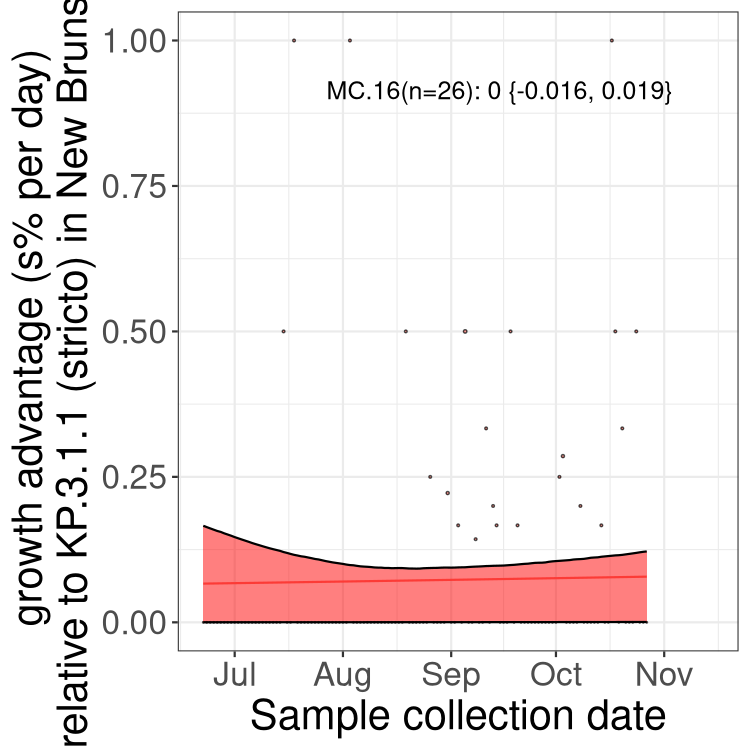 growth advantage (s% per day)
relative to KP.3.1.1 (stricto) in New Bruns
1.00
0.75
0.50
0.25
0.00
MC.16(n=26): 0 {-0.016, 0.019}
Jul Aug Sep Oct Nov
Sample collection date